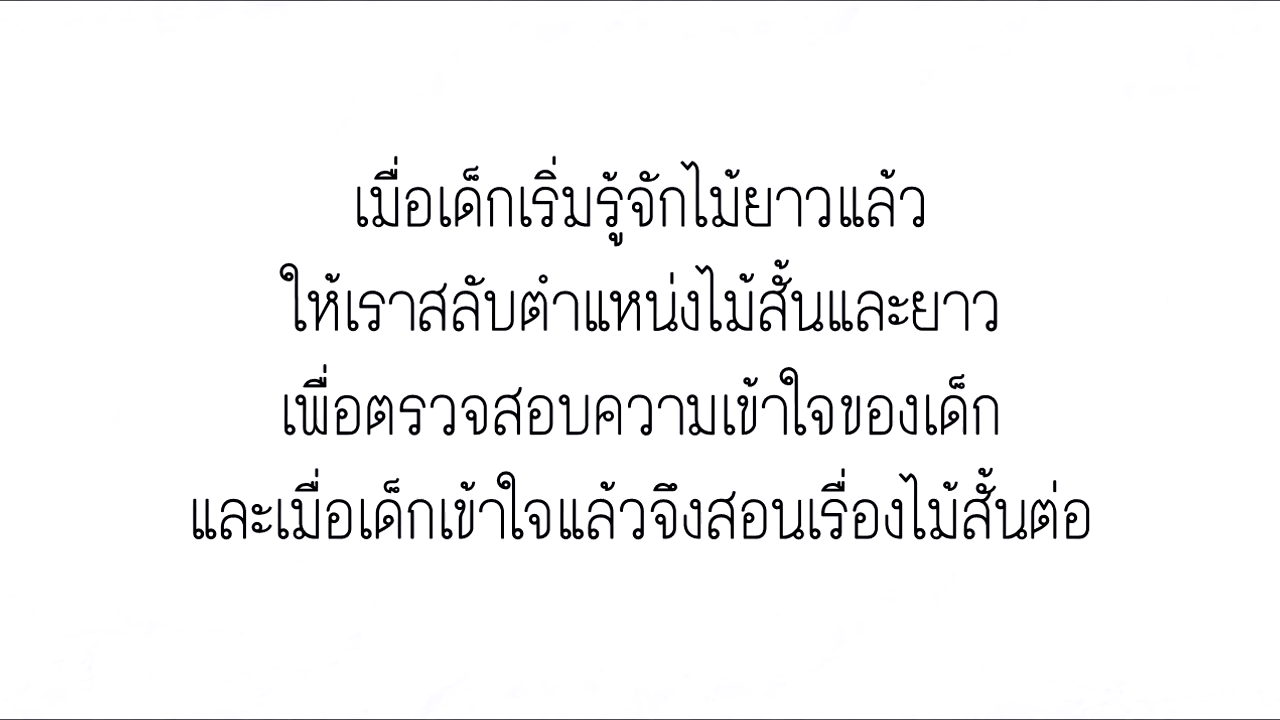 เมื่อเด็กเริ่มรู้จักไม้ยาวแล้ว
ให้เราสลับตำแหน่งไม้สั้นและยาว
เพื่อตรวจสอบความเข้าใจของเด็ก
และเมื่อเด็กเข้าใจแล้วจึงสอนเรื่องไม้สั้นต่อ